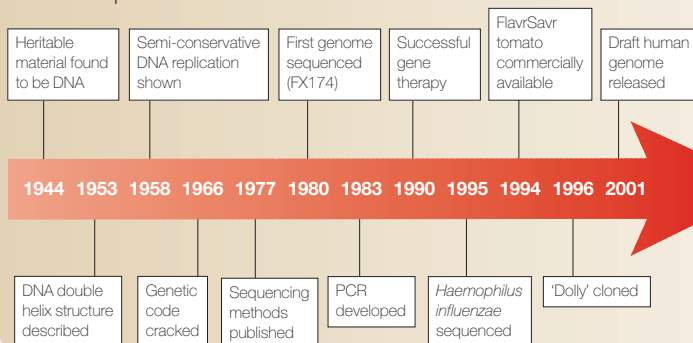 Heritable
material found
to be DNA
Semi-conservative
DNA replication
shown
First genome
sequenced
(FX174)
Successful
gene
therapy
FlavrSavr
tomato
commercially
available
Draft human
genome
released
1944 1953 1958 1966 1977 1980 1983 1990 1995 1994 1996 2001
DNA double
helix structure
described
Genetic
code
cracked
Sequencing
methods
published
PCR
developed
Haemophilus
influenzae
sequenced
‘Dolly’ cloned